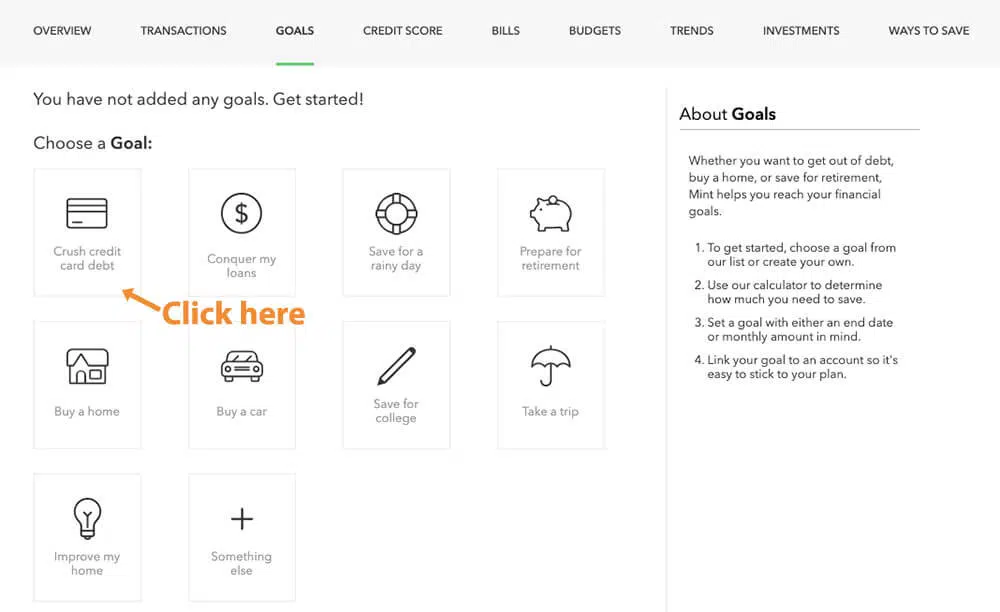 OVERVIEW TRANSACTIONS GOALS CREDIT SCORE BILLS BUDGETS TRENDS INVESTMENTS WAYS TO SAVE
You have not added any goals. Get started!
Choose a Goal:
Crush credit
card debt
Conquer my
loans
Save for a
rainy day
Prepare for
retirement
Click here
Buy a home
Buy a car
Save for
college
Take a trip
Improve my
home
Something
else
About Goals
Whether you want to get out of debt,
buy a home, or save for retirement,
Mint helps you reach your financial
goals.
1. To get started, choose a goal from
our list or create your own.
2. Use our calculator to determine
how much you need to save.
3. Set a goal with either an end date
or monthly amount in mind.
4. Link your goal to an account so it's
easy to stick to your plan.